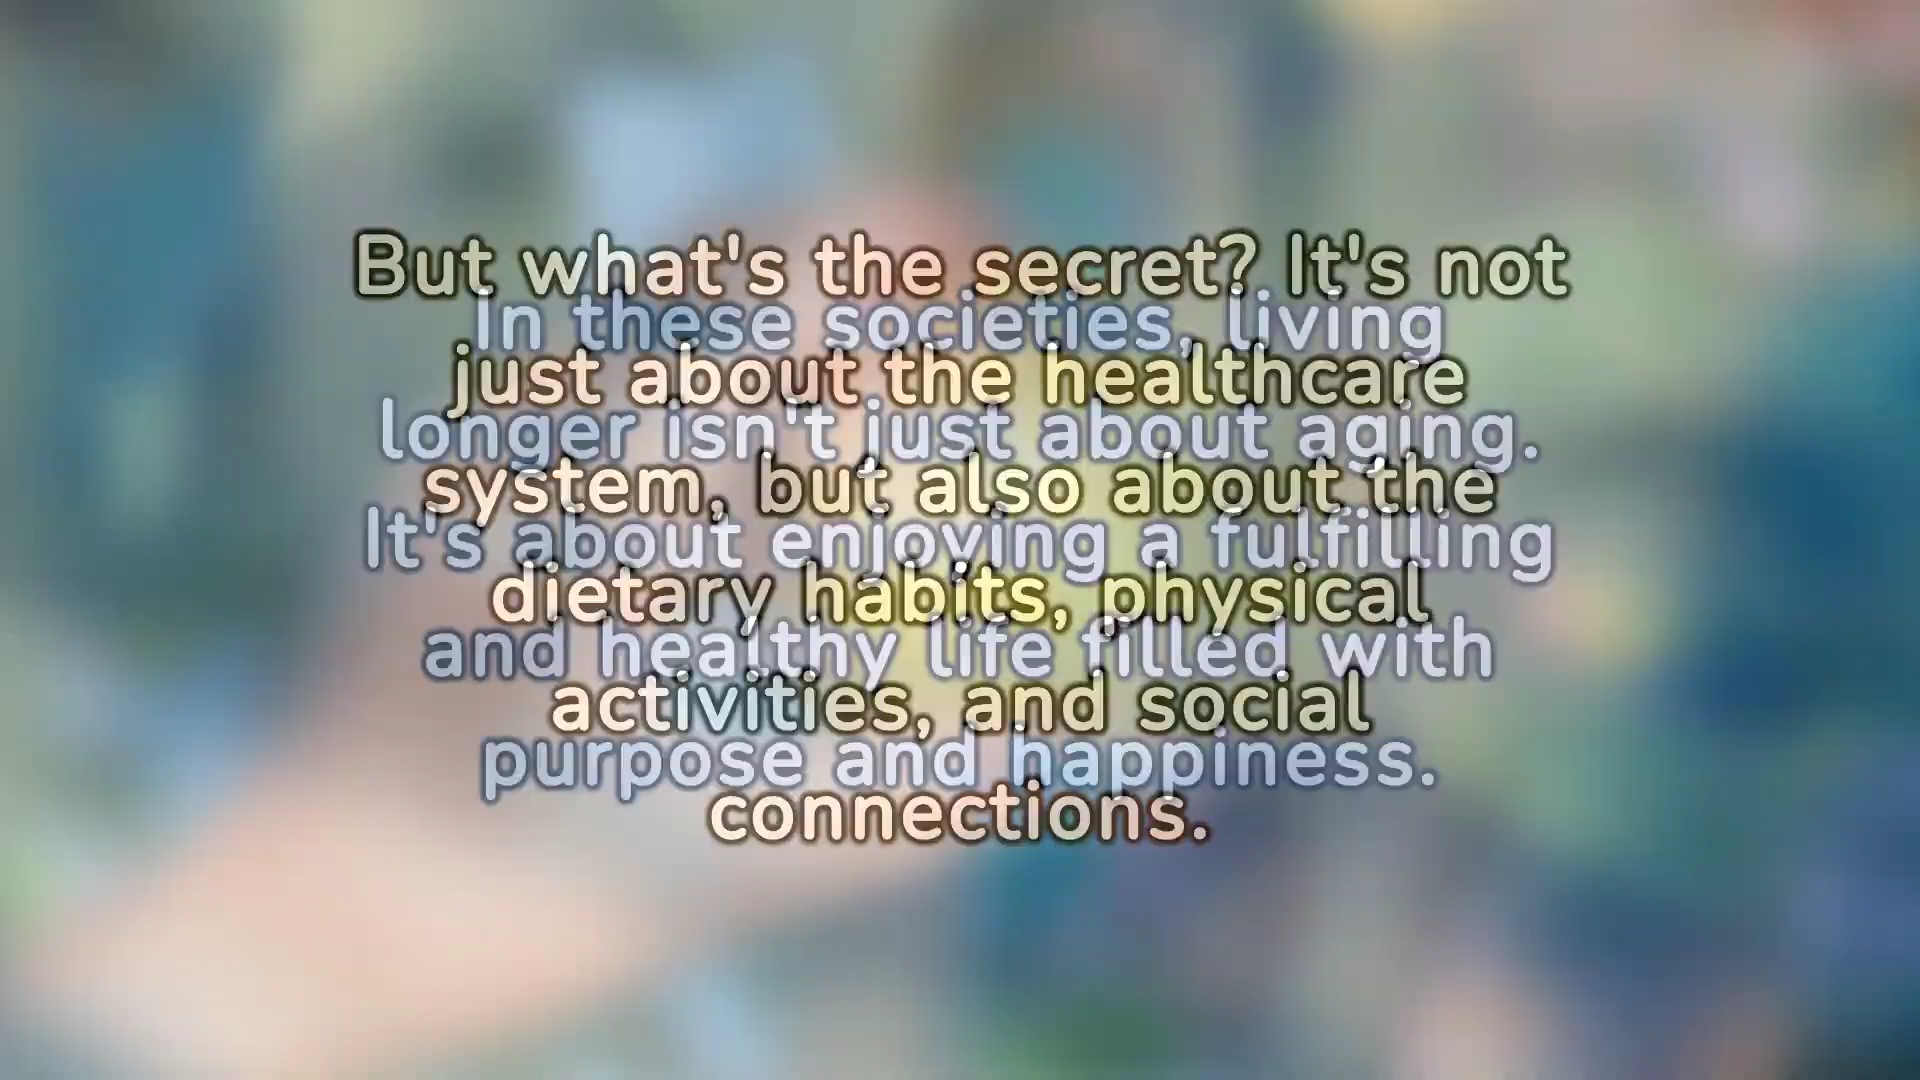 But what's the secret? It's not
just about the healthcare
system, but also about the
dietary habits, physical
activities, and social
connections.
In these societies, living
longer isn't just about aging.
It's about enjoying a fulfilling
and healthy life filled with
purpose and happiness.